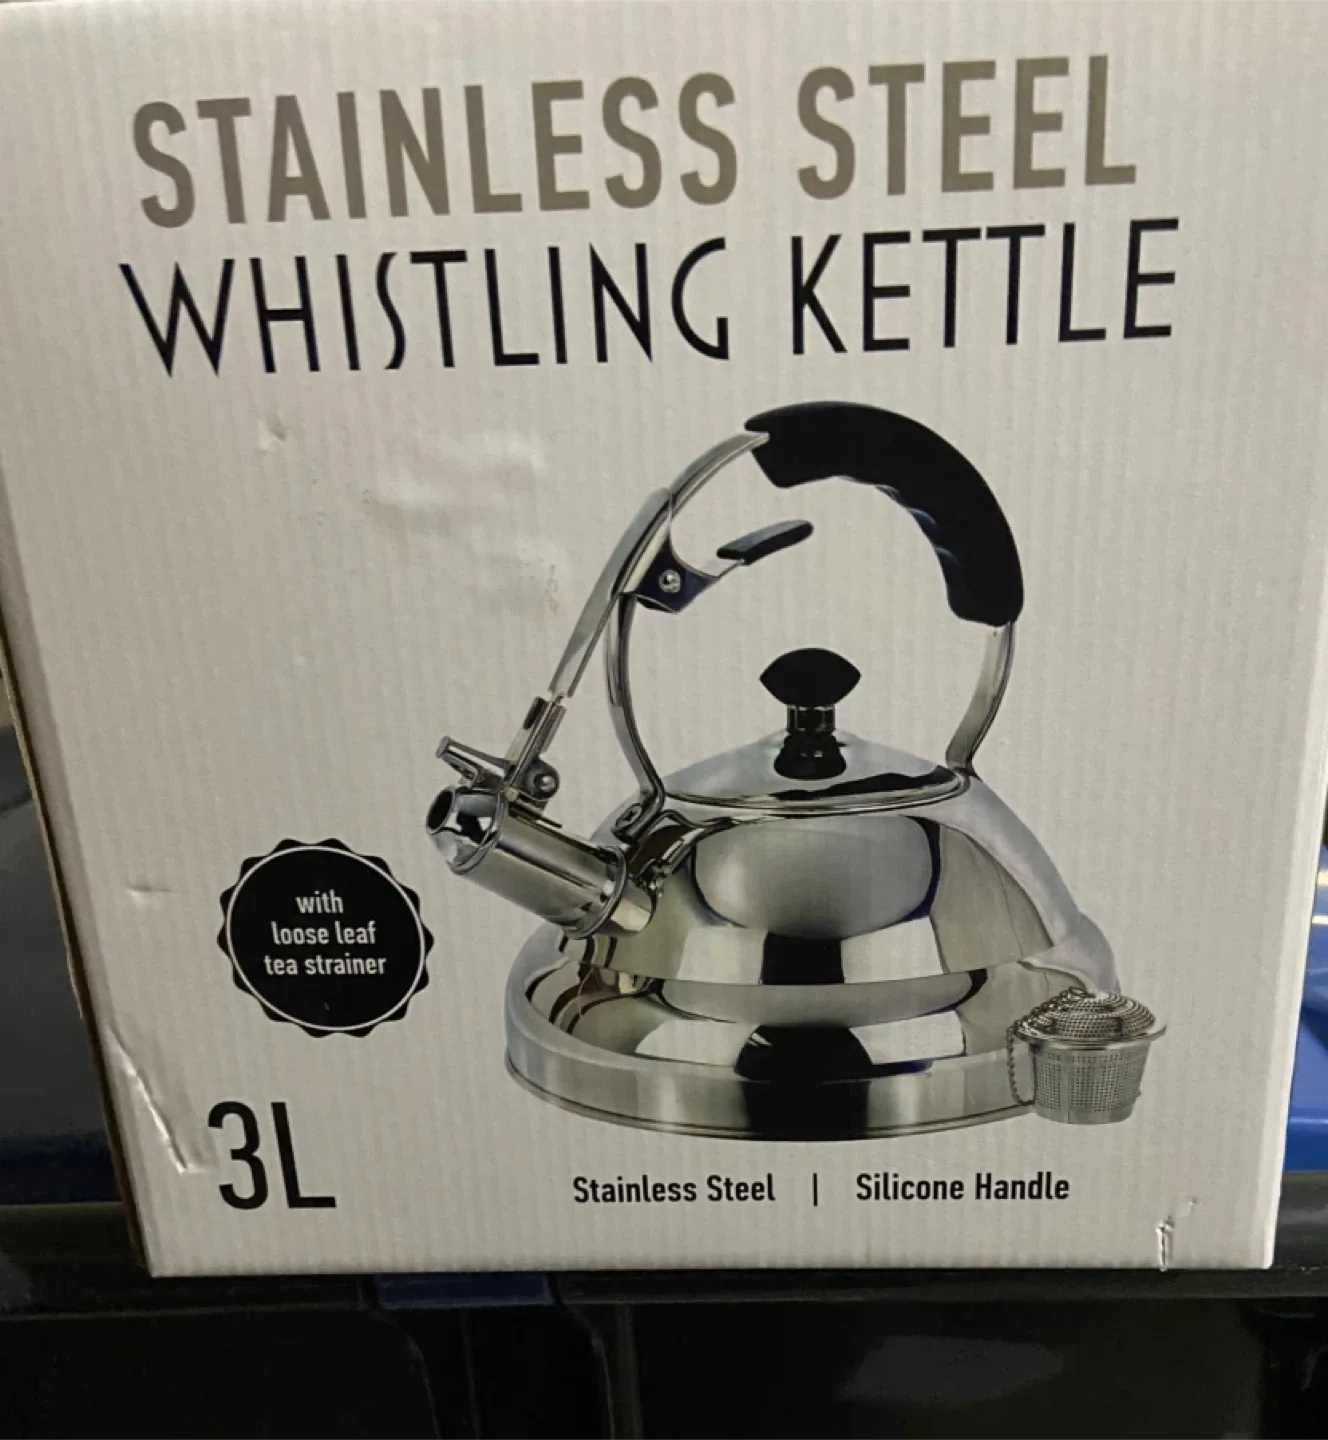 STAINLESS STEEL
WHISTLING KETTLE
with
loose leaf
tea strainer
3L
Stainless Steel | Silicone Handle